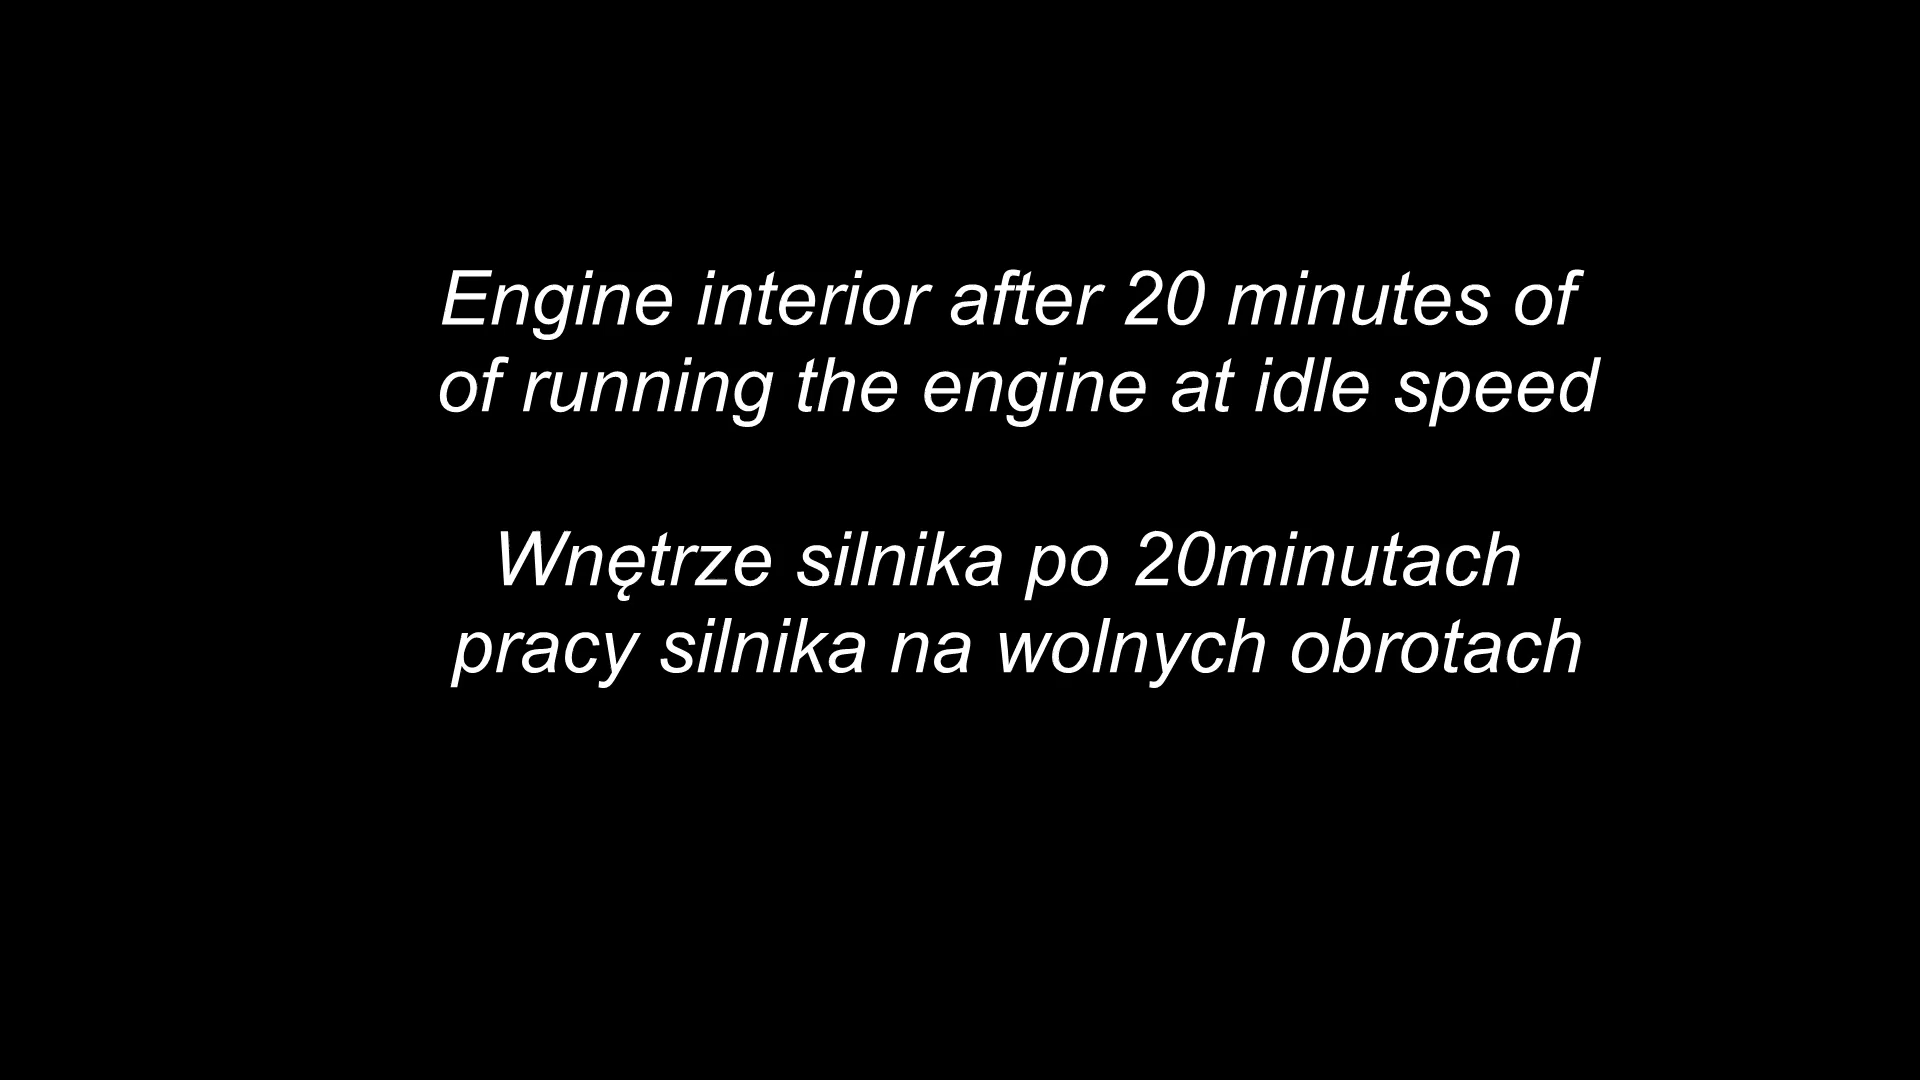 Engine interior after 20 minutes of
of running the engine at idle speed
Wnętrze silnika po 20minutach
pracy silnika na wolnych obrotach